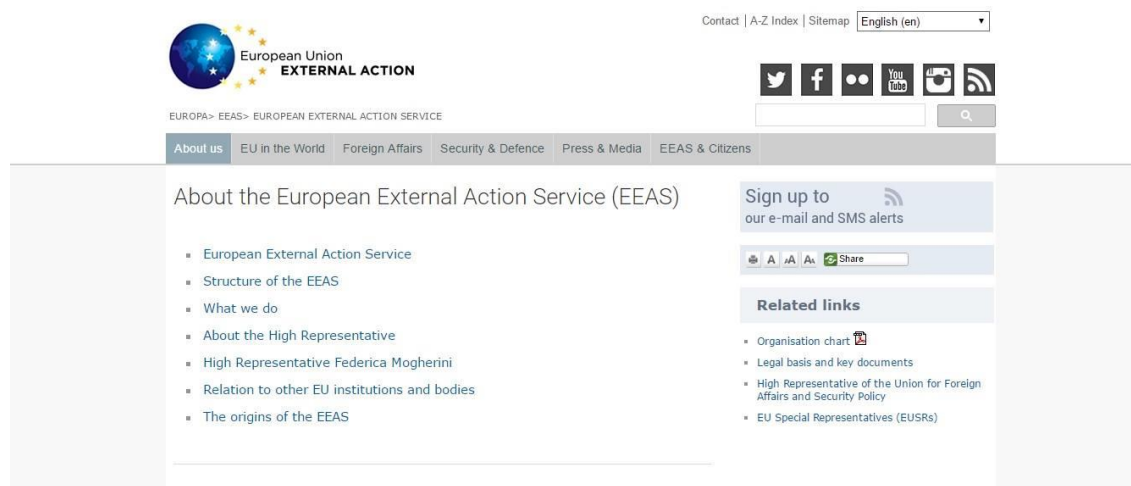 Contact | A-Z Index | Sitemap English (en)
European Union
EXTERNAL ACTION
You
Tube
EUROPA> EEAS> EUROPEAN EXTERNAL ACTION SERVICE
About us EU in the World Foreign Affairs Security & Defence Press & Media EEAS & Citizens
About the European External Action Service (EEAS)
European External Action Service
Structure of the EEAS
What we do
About the High Representative
High Representative Federica Mogherini
Relation to other EU institutions and bodies
The origins of the EEAS
Sign up to
our e-mail and SMS alerts
A AA AA Share
Related links
Organisation chart
Legal basis and key documents
High Representative of the Union for Foreign
Affairs and Security Policy
EU Special Representatives (EUSRs)